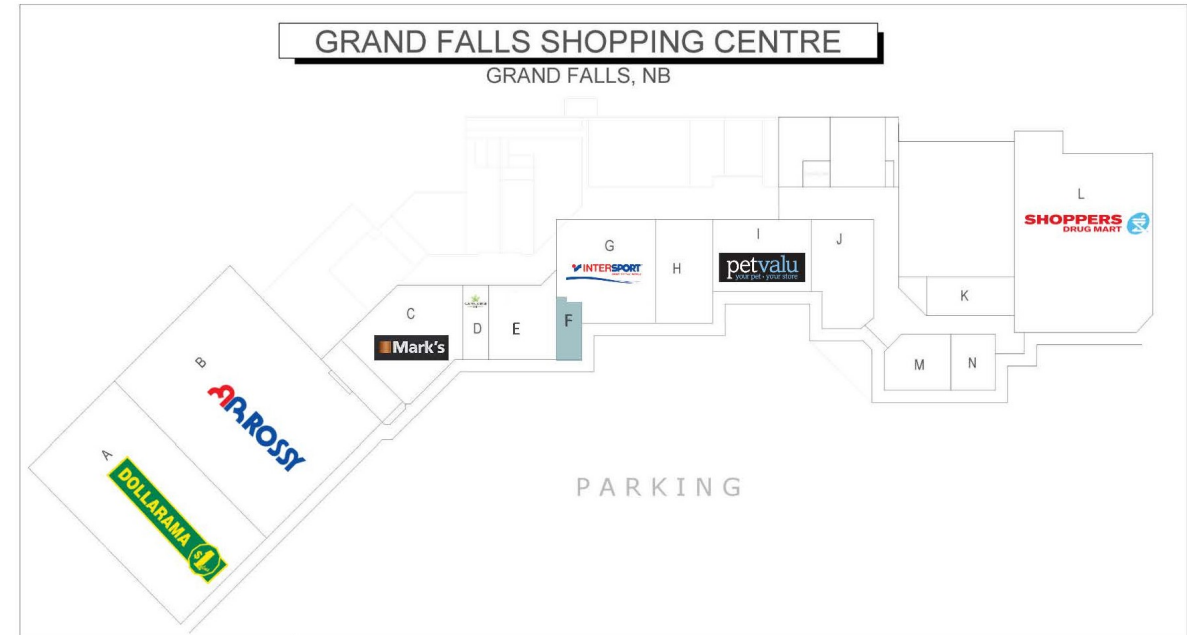 GRAND FALLS SHOPPING CENTRE
GRAND FALLS, NB
L
SHOPPERS
DRUG MART
G
INTERSPORT
H
I
petvalu
your pet • your store
J
K
C
Mark's
D
E
F
M
N
B
ROSSY
A
DOLLARAMA
$1
PARKING